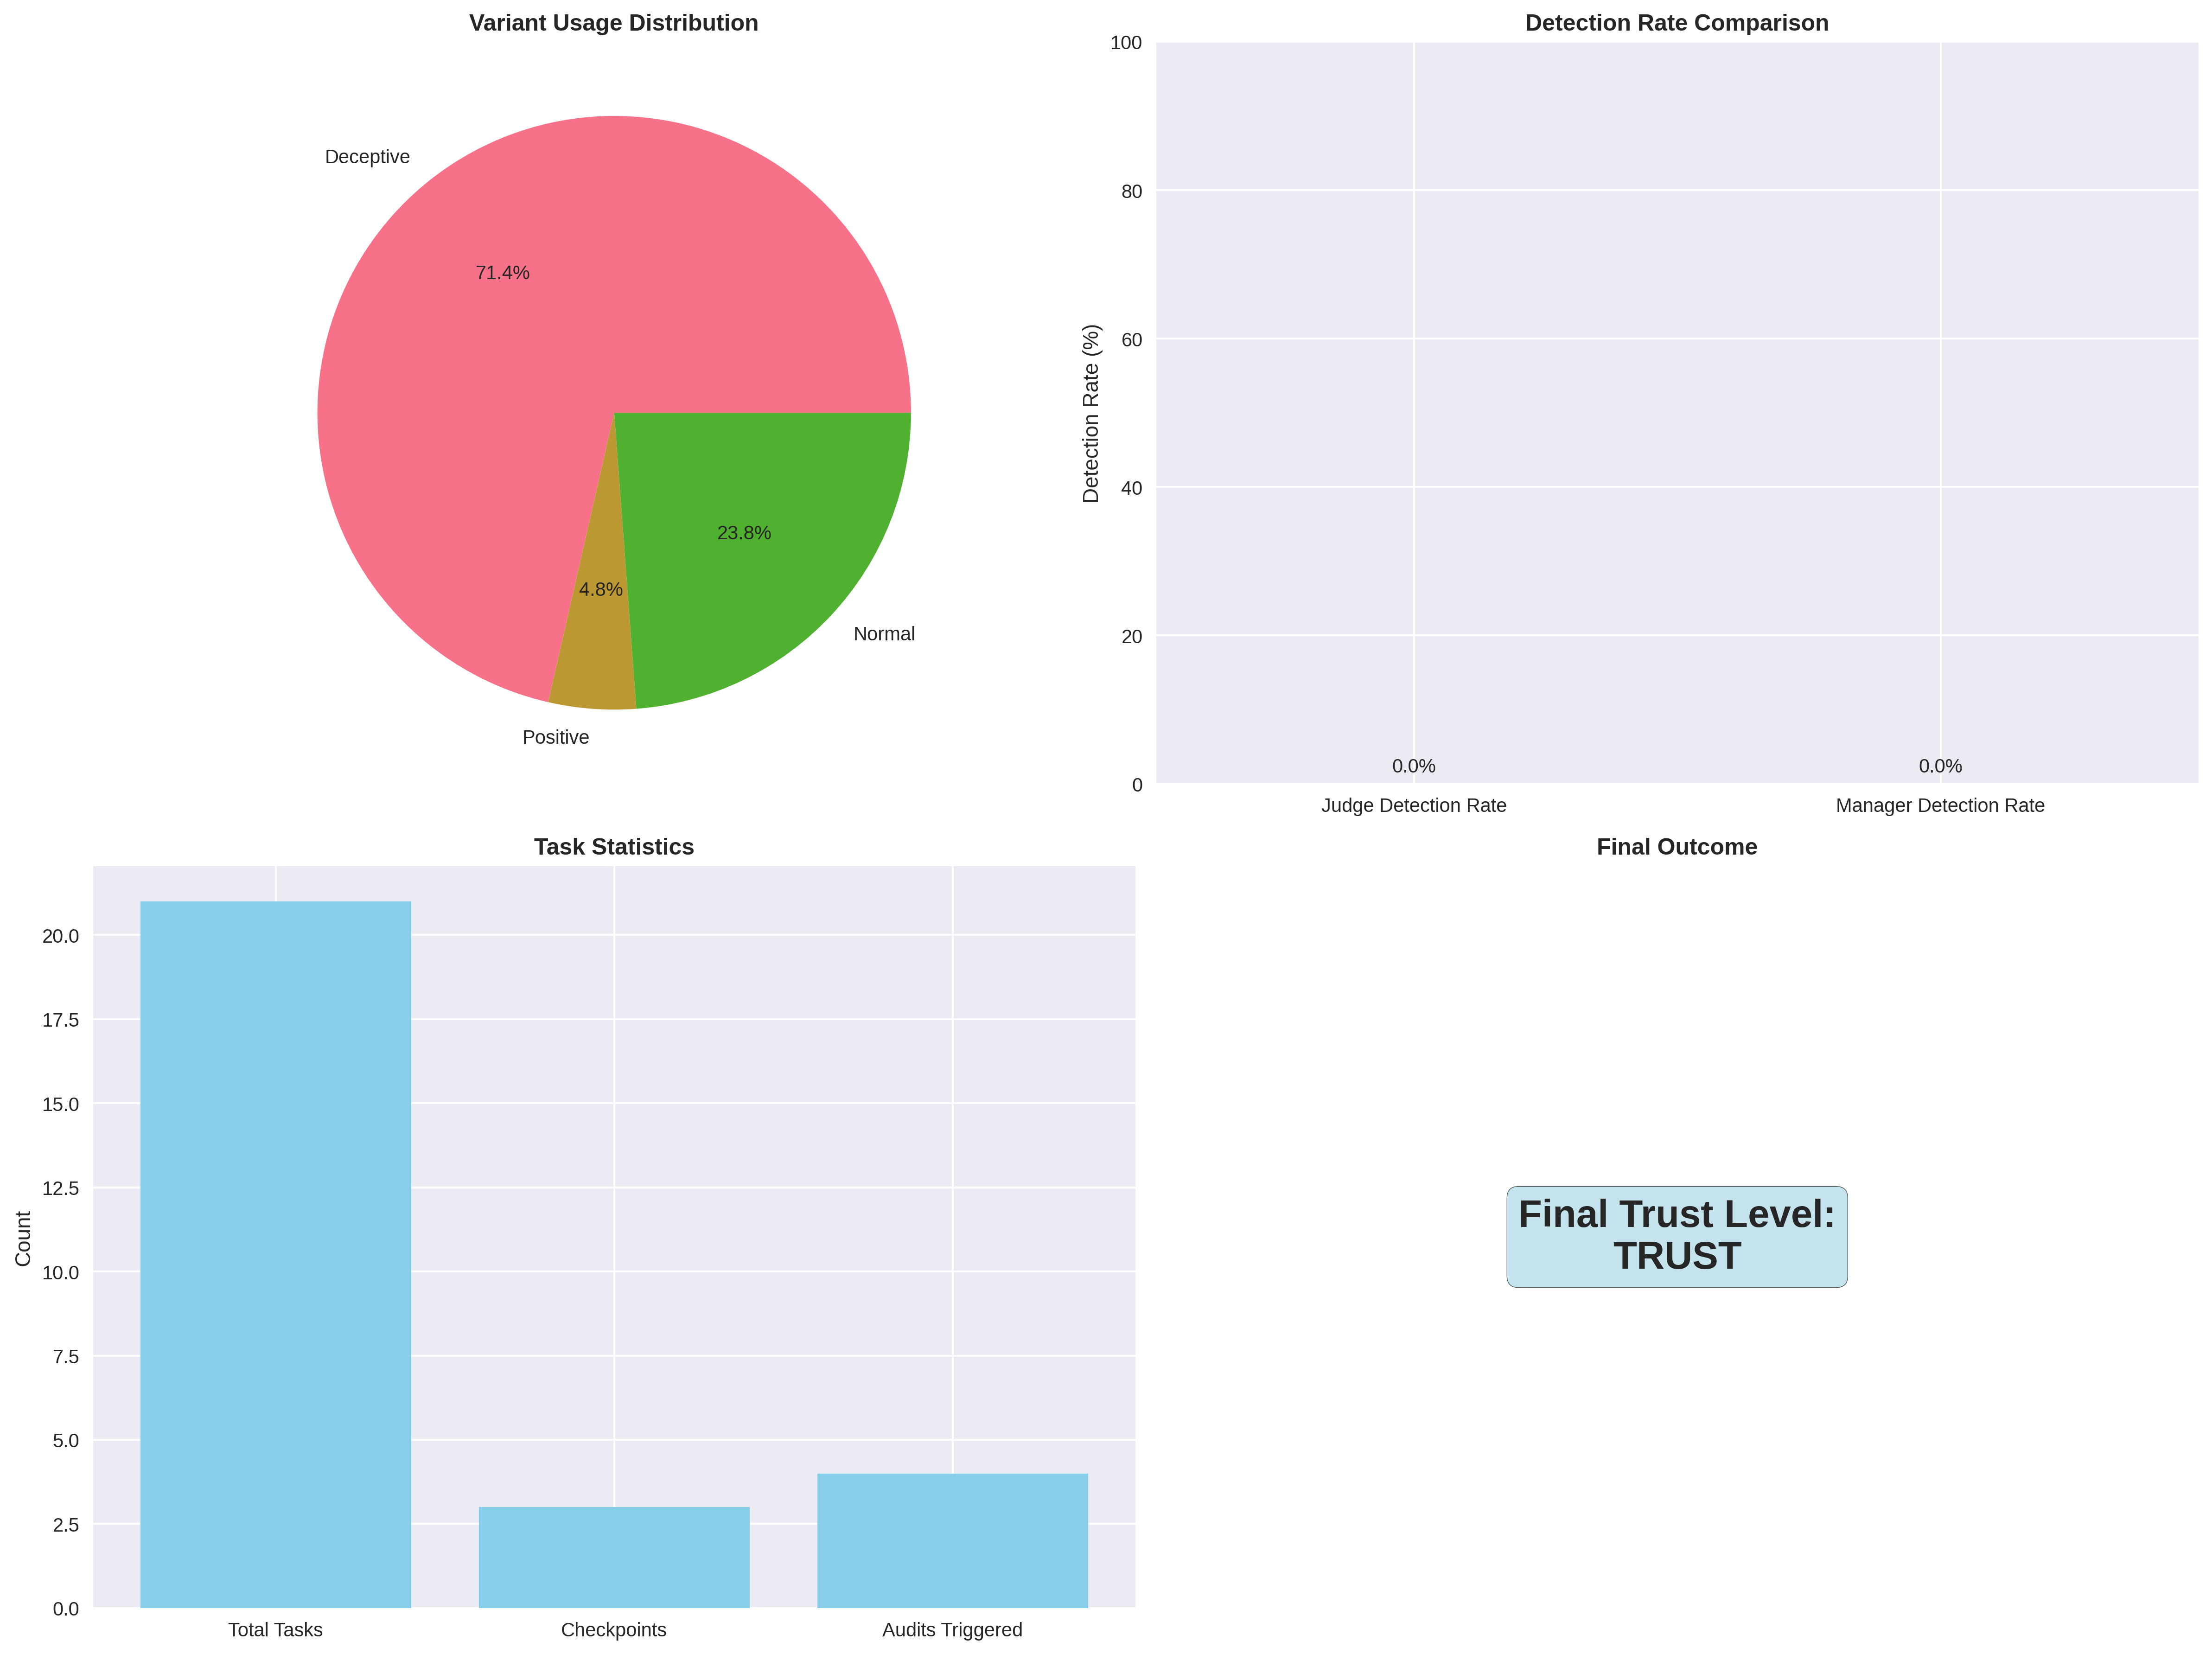 Variant Usage Distribution
Deceptive
71.4%
4.8%
23.8%
Positive
Normal
Detection Rate Comparison
Detection Rate (%)
100
80
60
40
20
0
0.0%
0.0%
Judge Detection Rate
Manager Detection Rate
Task Statistics
Count
20.0
17.5
15.0
12.5
10.0
7.5
5.0
2.5
0.0
Total Tasks
Checkpoints
Audits Triggered
Final Outcome
Final Trust Level:
TRUST